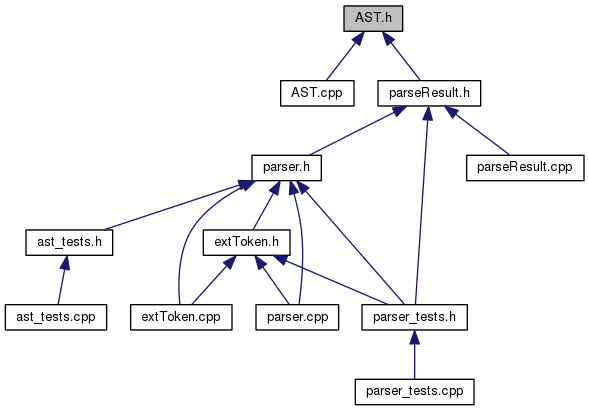 AST.h
AST.cpp
parseResult.h
parser.h
parseResult.cpp
ast_tests.h
extToken.h
ast_tests.cpp
extToken.cpp
parser.cpp
parser_tests.h
parser_tests.cpp